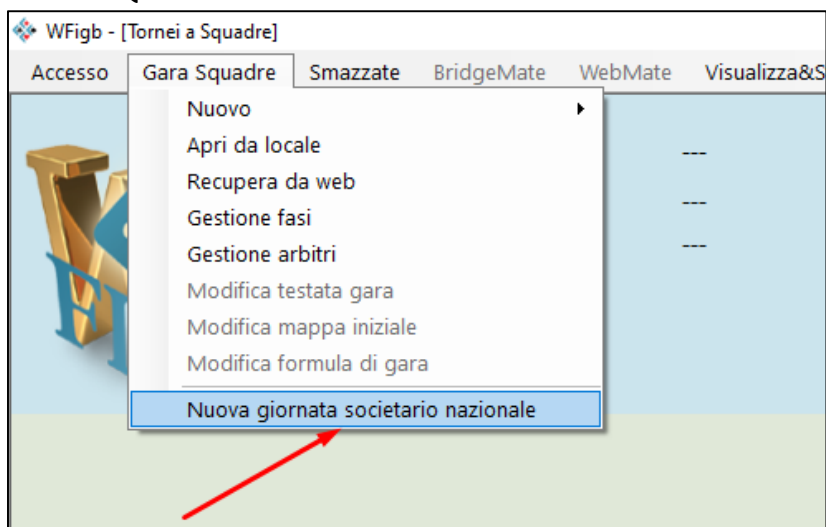 WFigb - [Tornei a Squadre]
Accesso Gara Squadre Smazzate BridgeMate WebMate Visualizza&S
Nuovo
Apri da locale
Recupera da web
Gestione fasi
Gestione arbitri
Modifica testata gara
Modifica mappa iniziale
Modifica formula di gara
Nuova giornata societario nazionale
---
---
---